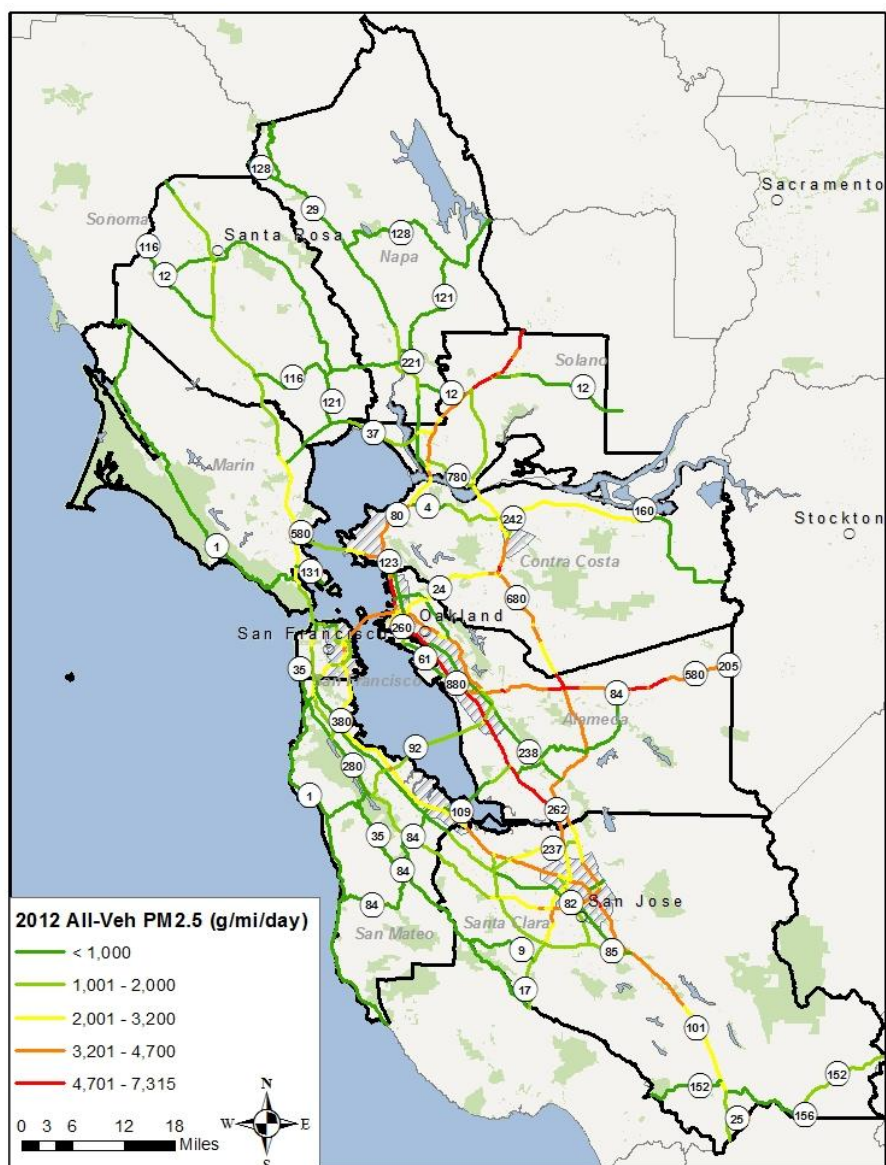 128
Sacramento
29
Sonoma
116
Santa Rosa
128
Napa
12
121
221
Solano
116
12
12
121
37
Marin
780
80
4
242
160
Stockton
580
1
123
Contra Costa
131
24
680
260
Oakland
San Francisco
35
61
San Francisco
880
580
205
84
Alameda
380
238
92
280
1
109
262
35
84
237
84
82
San Jose
84
San Mateo
Santa Clara
9
85
17
101
152
152
25
156
2012 All-Veh PM2.5 (g/mi/day)
< 1,000
1,001 - 2,000
2,001 - 3,200
3,201 - 4,700
4,701 - 7,315
N
W E
S
0 3 6 12 18
Miles